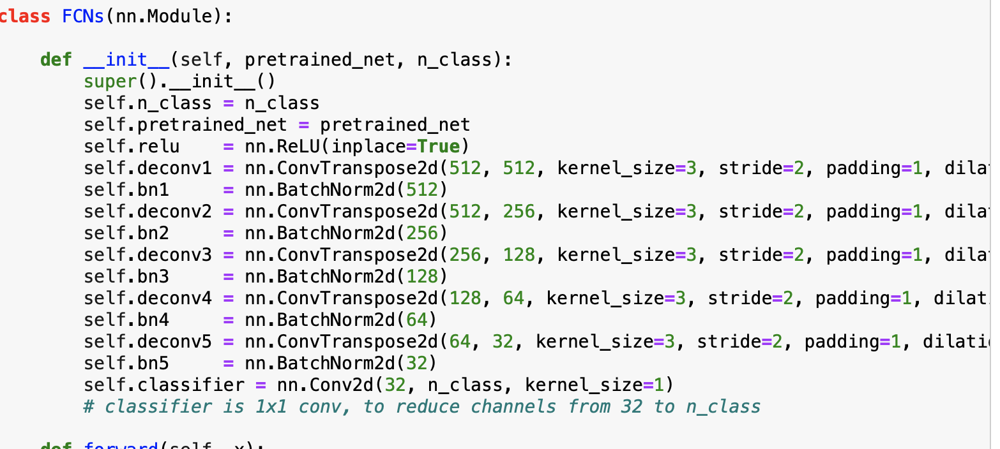 class FCNs(nn.Module):
def __init__(self, pretrained_net, n_class):
super().__init__()
self.n_class = n_class
self.pretrained_net = pretrained_net
self.relu    = nn.ReLU(inplace=True)
self.deconv1 = nn.ConvTranspose2d(512, 512, kernel_size=3, stride=2, padding=1, dila
self.bn1     = nn.BatchNorm2d(512)
self.deconv2 = nn.ConvTranspose2d(512, 256, kernel_size=3, stride=2, padding=1, dila
self.bn2     = nn.BatchNorm2d(256)
self.deconv3 = nn.ConvTranspose2d(256, 128, kernel_size=3, stride=2, padding=1, dila
self.bn3     = nn.BatchNorm2d(128)
self.deconv4 = nn.ConvTranspose2d(128, 64, kernel_size=3, stride=2, padding=1, dilat
self.bn4     = nn.BatchNorm2d(64)
self.deconv5 = nn.ConvTranspose2d(64, 32, kernel_size=3, stride=2, padding=1, dilati
self.bn5     = nn.BatchNorm2d(32)
self.classifier = nn.Conv2d(32, n_class, kernel_size=1)
# classifier is 1x1 conv, to reduce channels from 32 to n_class
def forward(self, x):